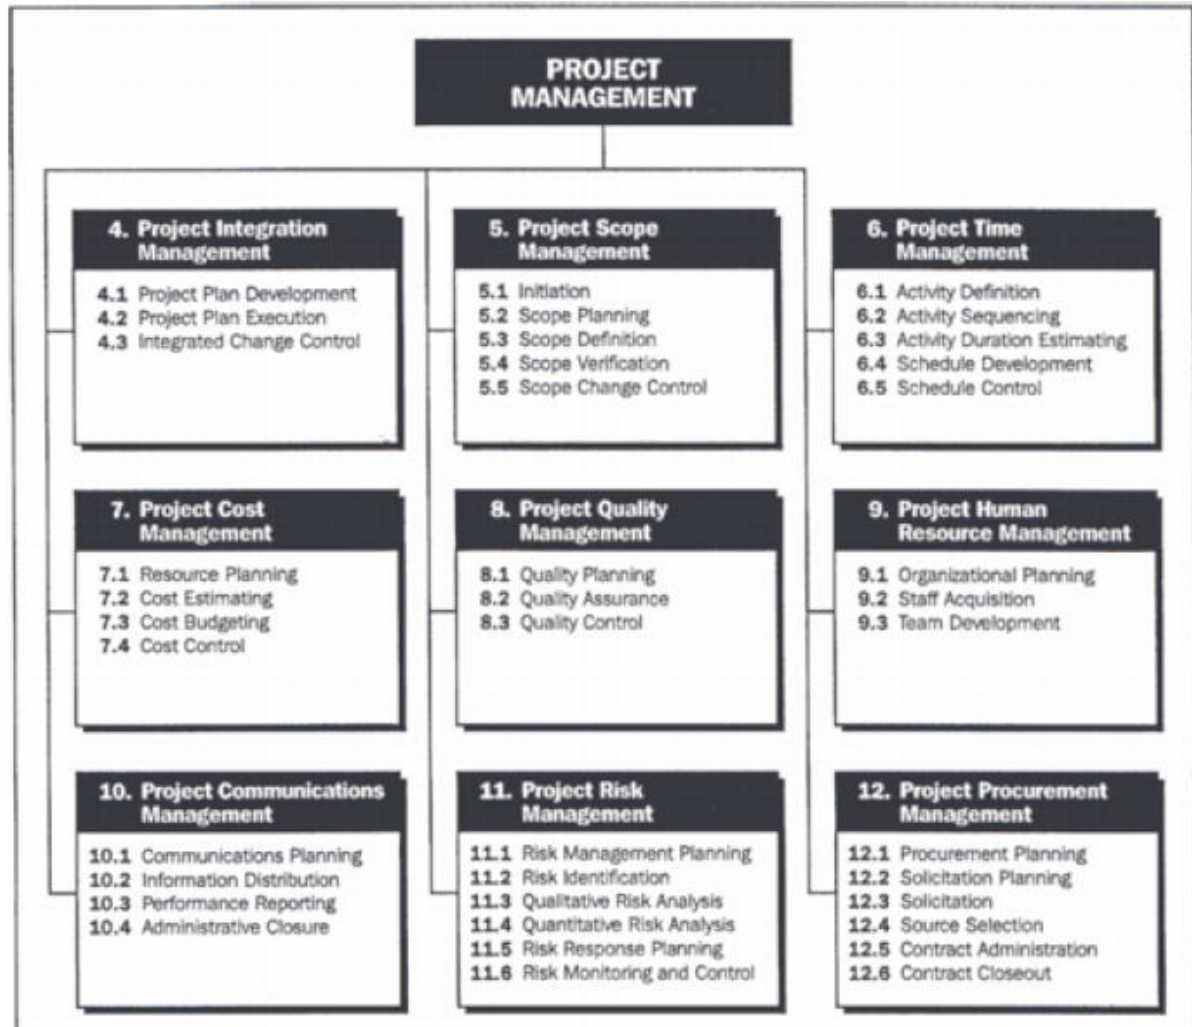 PROJECT
MANAGEMENT
4. Project Integration
Management
4.1 Project Plan Development
4.2 Project Plan Execution
4.3 Integrated Change Control
5. Project Scope
Management
5.1 Initiation
5.2 Scope Planning
5.3 Scope Definition
5.4 Scope Verification
5.5 Scope Change Control
6. Project Time
Management
6.1 Activity Definition
6.2 Activity Sequencing
6.3 Activity Duration Estimating
6.4 Schedule Development
6.5 Schedule Control
7. Project Cost
Management
7.1 Resource Planning
7.2 Cost Estimating
7.3 Cost Budgeting
7.4 Cost Control
8. Project Quality
Management
8.1 Quality Planning
8.2 Quality Assurance
8.3 Quality Control
9. Project Human
Resource Management
9.1 Organizational Planning
9.2 Staff Acquisition
9.3 Team Development
10. Project Communications
Management
10.1 Communications Planning
10.2 Information Distribution
10.3 Performance Reporting
10.4 Administrative Closure
11. Project Risk
Management
11.1 Risk Management Planning
11.2 Risk Identification
11.3 Qualitative Risk Analysis
11.4 Quantitative Risk Analysis
11.5 Risk Response Planning
11.6 Risk Monitoring and Control
12. Project Procurement
Management
12.1 Procurement Planning
12.2 Solicitation Planning
12.3 Solicitation
12.4 Source Selection
12.5 Contract Administration
12.6 Contract Closeout